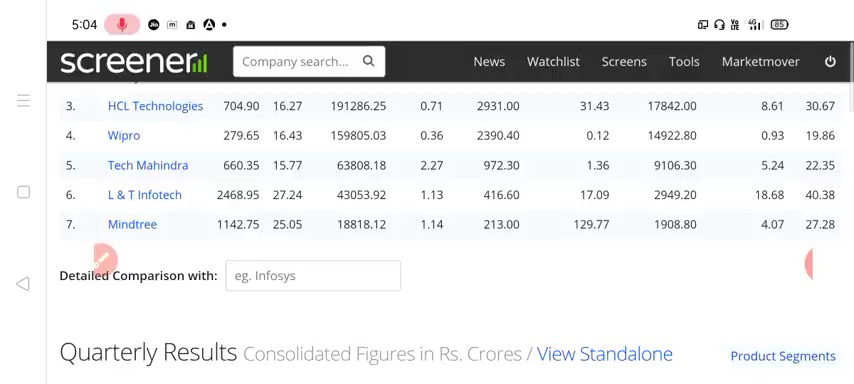 5:04 Jio m A 4G 85
screener Company search... News Watchlist Screens Tools Marketmover
3. HCL Technologies 704.90 16.27 191286.25 0.71 2931.00 31.43 17842.00 8.61 30.67
4. Wipro 279.65 16.43 159805.03 0.36 2390.40 0.12 14922.80 0.93 19.86
5. Tech Mahindra 660.35 15.77 63808.18 2.27 972.30 1.36 9106.30 5.24 22.35
6. L & T Infotech 2468.95 27.24 43053.92 1.13 416.60 17.09 2949.20 18.68 40.38
7. Mindtree 1142.75 25.05 18818.12 1.14 213.00 129.77 1908.80 4.07 27.28
Detailed Comparison with: eg. Infosys
Quarterly Results Consolidated Figures in Rs. Crores / View Standalone Product Segments